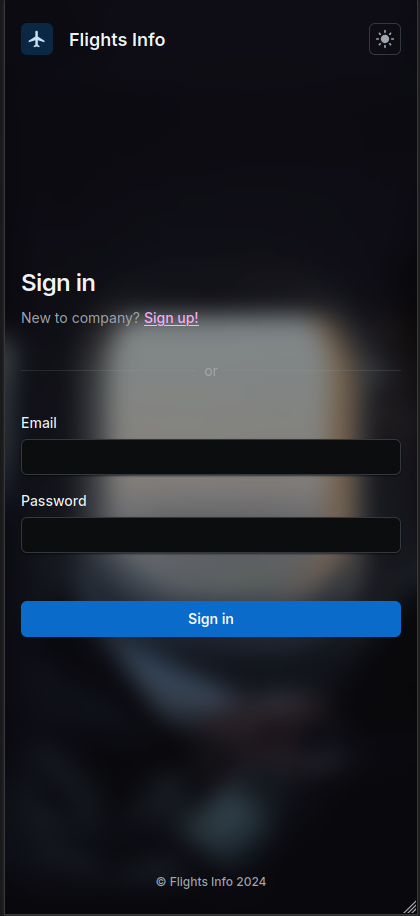 Flights Info
Sign in
New to company? Sign up!
or
Email
Password
Sign in
© Flights Info 2024